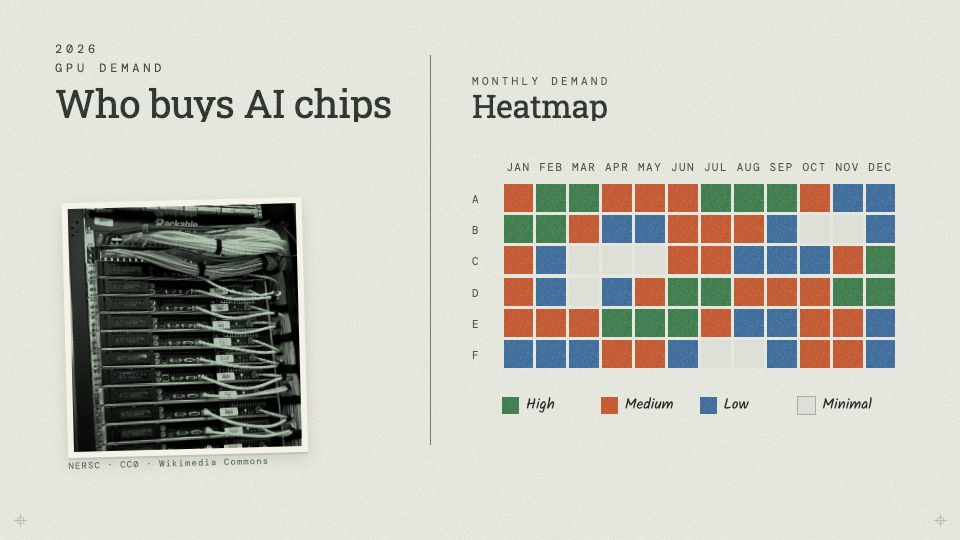 2026
GPU DEMAND
Who buys AI chips
Rackable
NERSC · CC0 · Wikimedia Commons
MONTHLY DEMAND
Heatmap
JAN FEB MAR APR MAY JUN JUL AUG SEP OCT NOV DEC
A
B
C
D
E
F
High Medium Low Minimal